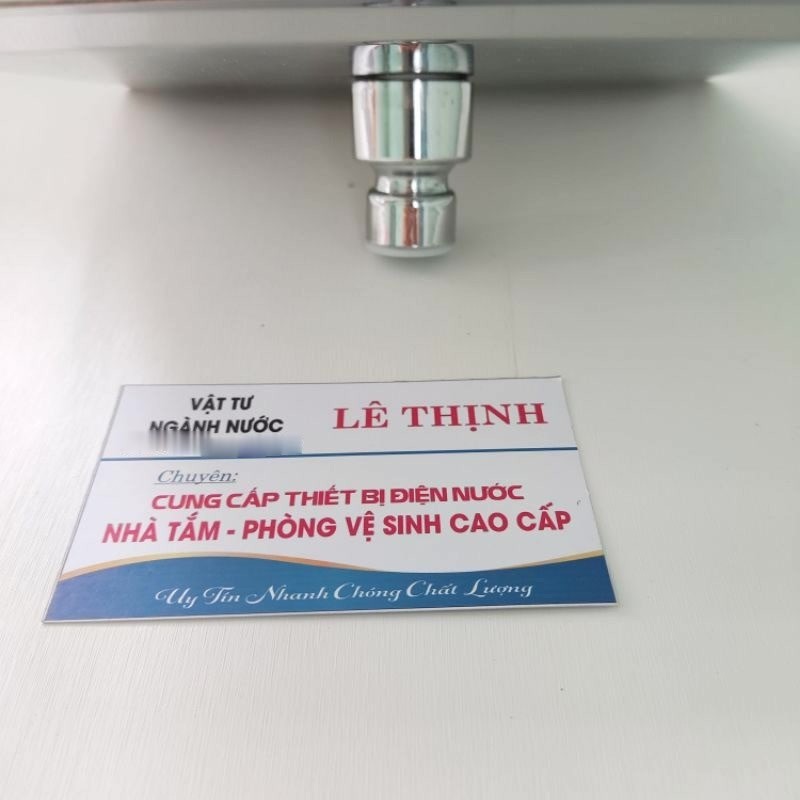 VẬT TƯ
NGÀNH NƯỚC
LÊ THỊNH
Chuyên:
CUNG CẤP THIẾT BỊ ĐIỆN NƯỚC
NHÀ TẮM - PHÒNG VỆ SINH CAO CẤP
Uy Tín Nhanh Chóng Chất Lượng